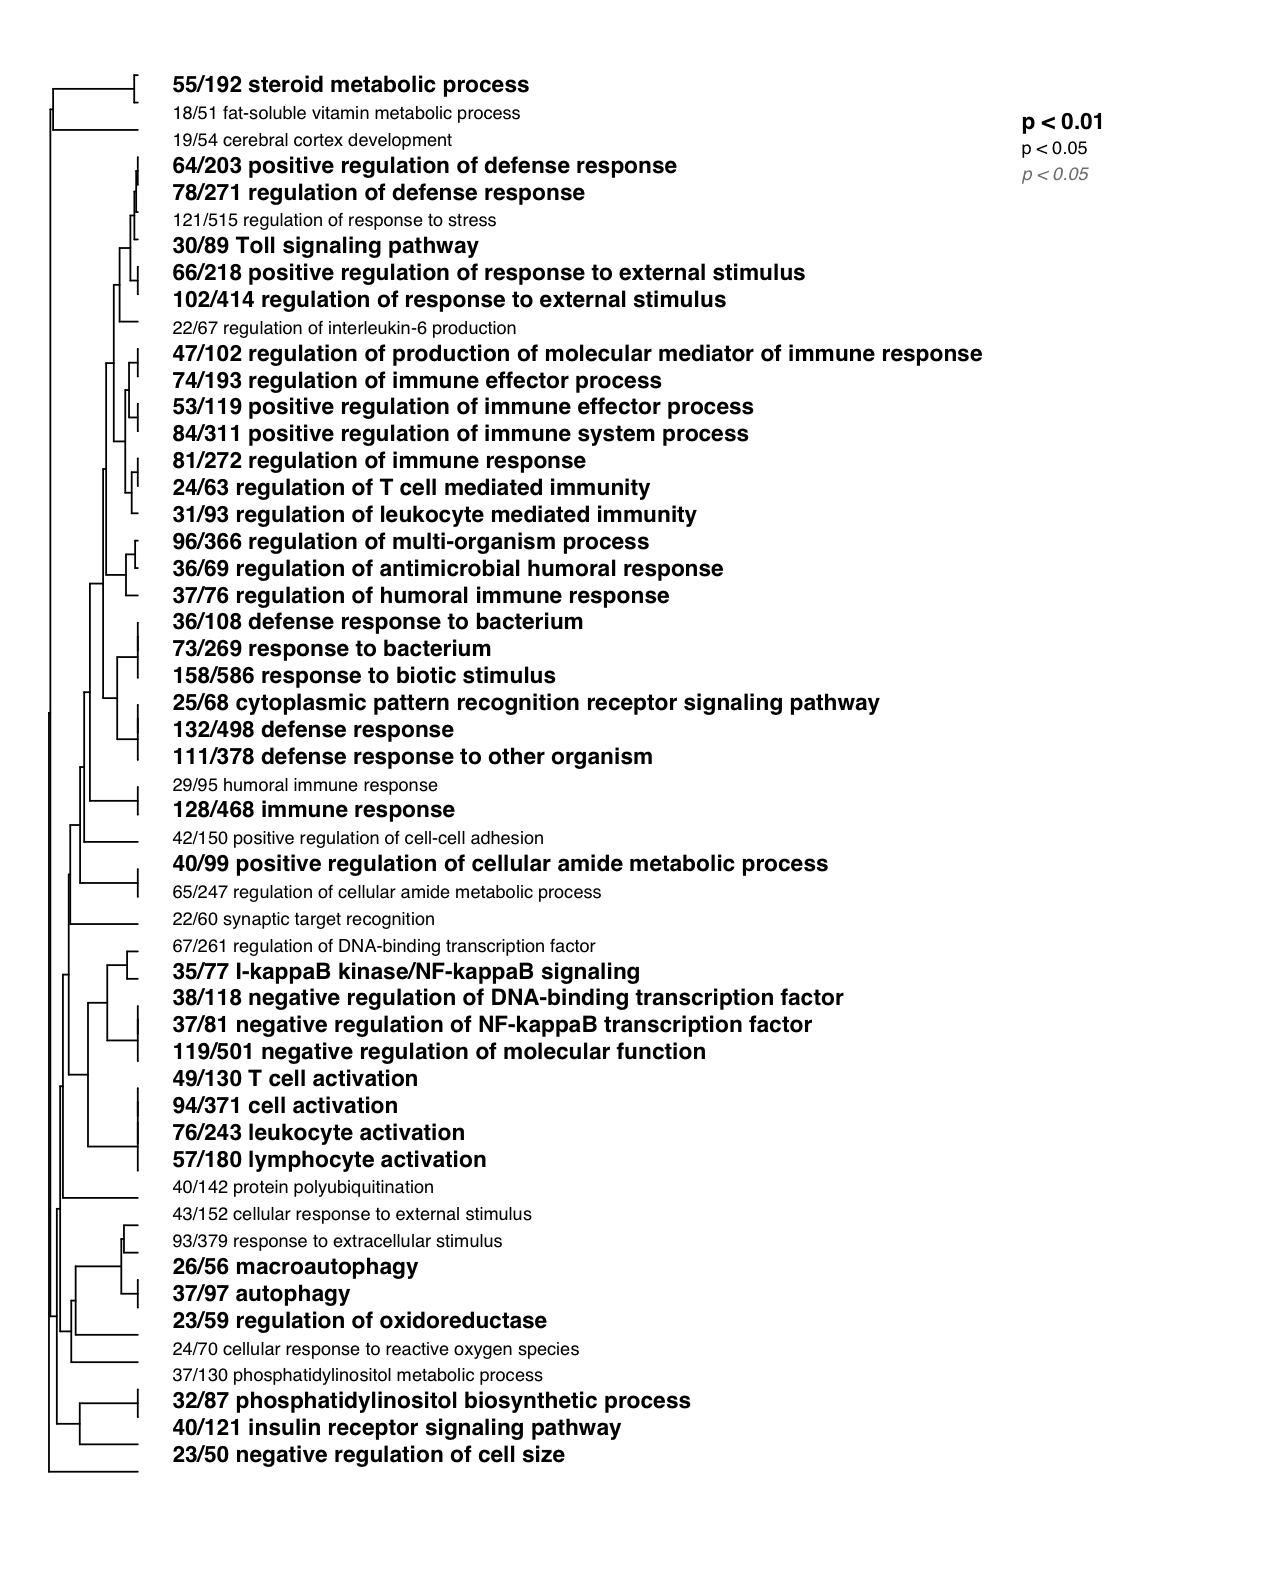 55/192 steroid metabolic process
18/51 fat-soluble vitamin metabolic process
19/54 cerebral cortex development
64/203 positive regulation of defense response
78/271 regulation of defense response
121/515 regulation of response to stress
30/89 Toll signaling pathway
66/218 positive regulation of response to external stimulus
102/414 regulation of response to external stimulus
22/67 regulation of interleukin-6 production
47/102 regulation of production of molecular mediator of immune response
74/193 regulation of immune effector process
53/119 positive regulation of immune effector process
84/311 positive regulation of immune system process
81/272 regulation of immune response
24/63 regulation of T cell mediated immunity
31/93 regulation of leukocyte mediated immunity
96/366 regulation of multi-organism process
36/69 regulation of antimicrobial humoral response
37/76 regulation of humoral immune response
36/108 defense response to bacterium
73/269 response to bacterium
158/586 response to biotic stimulus
25/68 cytoplasmic pattern recognition receptor signaling pathway
132/498 defense response
111/378 defense response to other organism
29/95 humoral immune response
128/468 immune response
42/150 positive regulation of cell-cell adhesion
40/99 positive regulation of cellular amide metabolic process
65/247 regulation of cellular amide metabolic process
22/60 synaptic target recognition
67/261 regulation of DNA-binding transcription factor
35/77 I-kappaB kinase/NF-kappaB signaling
38/118 negative regulation of DNA-binding transcription factor
37/81 negative regulation of NF-kappaB transcription factor
119/501 negative regulation of molecular function
49/130 T cell activation
94/371 cell activation
76/243 leukocyte activation
57/180 lymphocyte activation
40/142 protein polyubiquitination
43/152 cellular response to external stimulus
93/379 response to extracellular stimulus
26/56 macroautophagy
37/97 autophagy
23/59 regulation of oxidoreductase
24/70 cellular response to reactive oxygen species
37/130 phosphatidylinositol metabolic process
32/87 phosphatidylinositol biosynthetic process
40/121 insulin receptor signaling pathway
23/50 negative regulation of cell size
p < 0.01
p < 0.05
p < 0.05